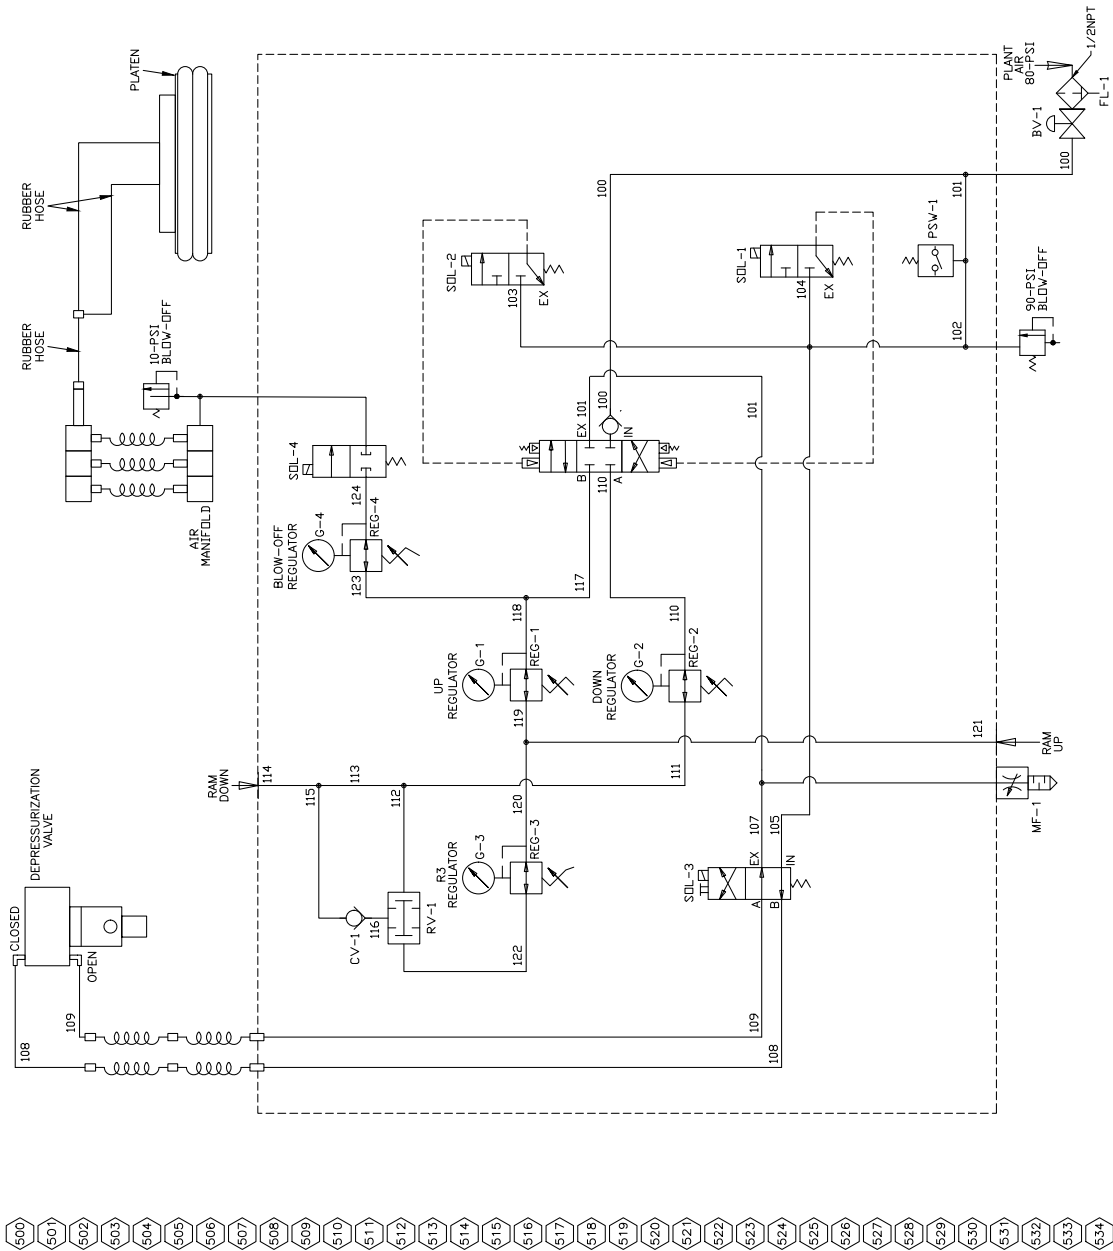 PLATEN
RUBBER
HOSE
RUBBER
HOSE
10-PSI
BLOW-OFF
AIR
MANIFOLD
DEPRESSURIZATION
VALVE
CLOSED
OPEN
108
109
PLANT
AIR
80-PSI
1/2NPT
FL-1
BV-1
100
101
PSW-1
102
90-PSI
BLOW-OFF
100
SOL-2
103
EX
SOL-1
104
EX
SOL-4
124
G-4
REG-4
BLOW-OFF
REGULATOR
123
EX
101
100
IN
B
110
A
101
117
118
110
G-1
REG-1
UP
REGULATOR
119
G-2
REG-2
DOWN
REGULATOR
121
RAM
UP
RAM
DOWN
114
113
115
112
111
120
MF-1
G-3
REG-3
R3
REGULATOR
CV-1
116
RV-1
122
107
105
SOL-3
EX
IN
A
B
109
108
500
501
502
503
504
505
506
507
508
509
510
511
512
513
514
515
516
517
518
519
520
521
522
523
524
525
526
527
528
529
530
531
532
533
534